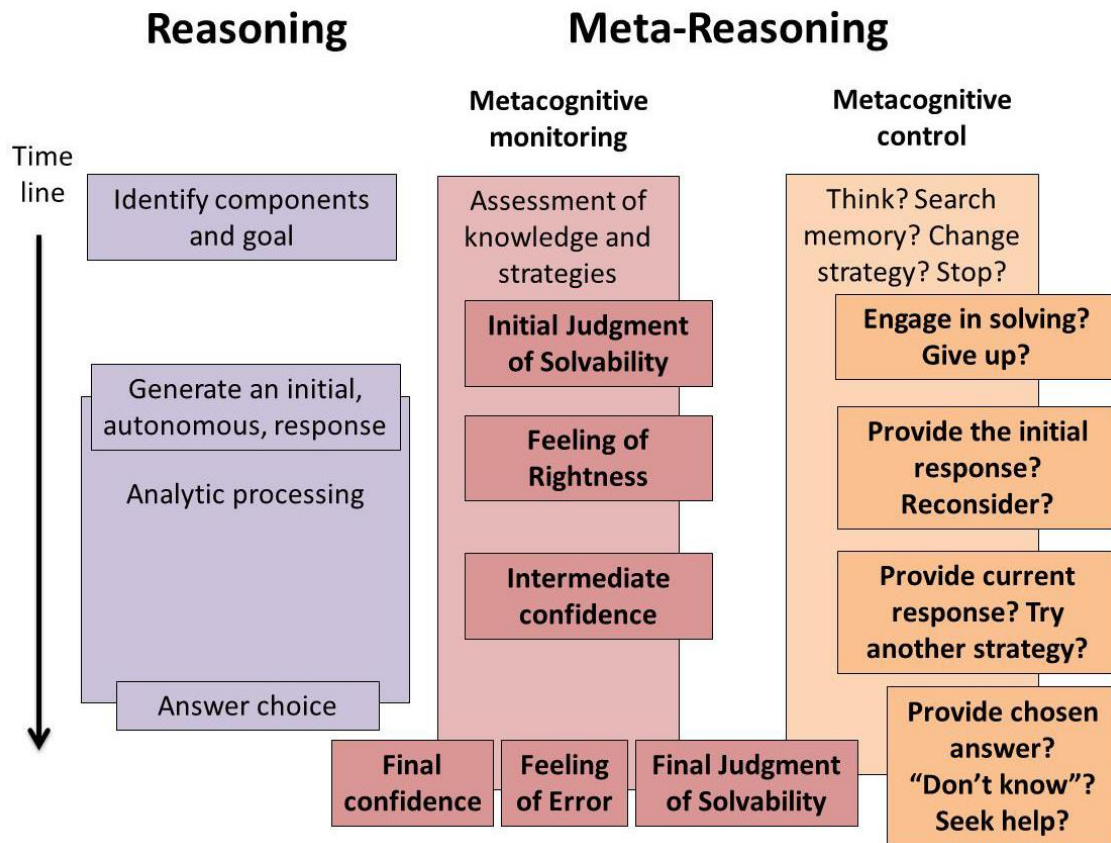 Reasoning
Meta-Reasoning
Metacognitive
monitoring
Metacognitive
control
Time
line
Identify components
and goal
Generate an initial,
autonomous, response
Analytic processing
Answer choice
Assessment of
knowledge and
strategies
Initial Judgment
of Solvability
Feeling of
Rightness
Intermediate
confidence
Final
confidence
Feeling
of Error
Final Judgment
of Solvability
Think? Search
memory? Change
strategy? Stop?
Engage in solving?
Give up?
Provide the initial
response?
Reconsider?
Provide current
response? Try
another strategy?
Provide chosen
answer?
“Don’t know”?
Seek help?